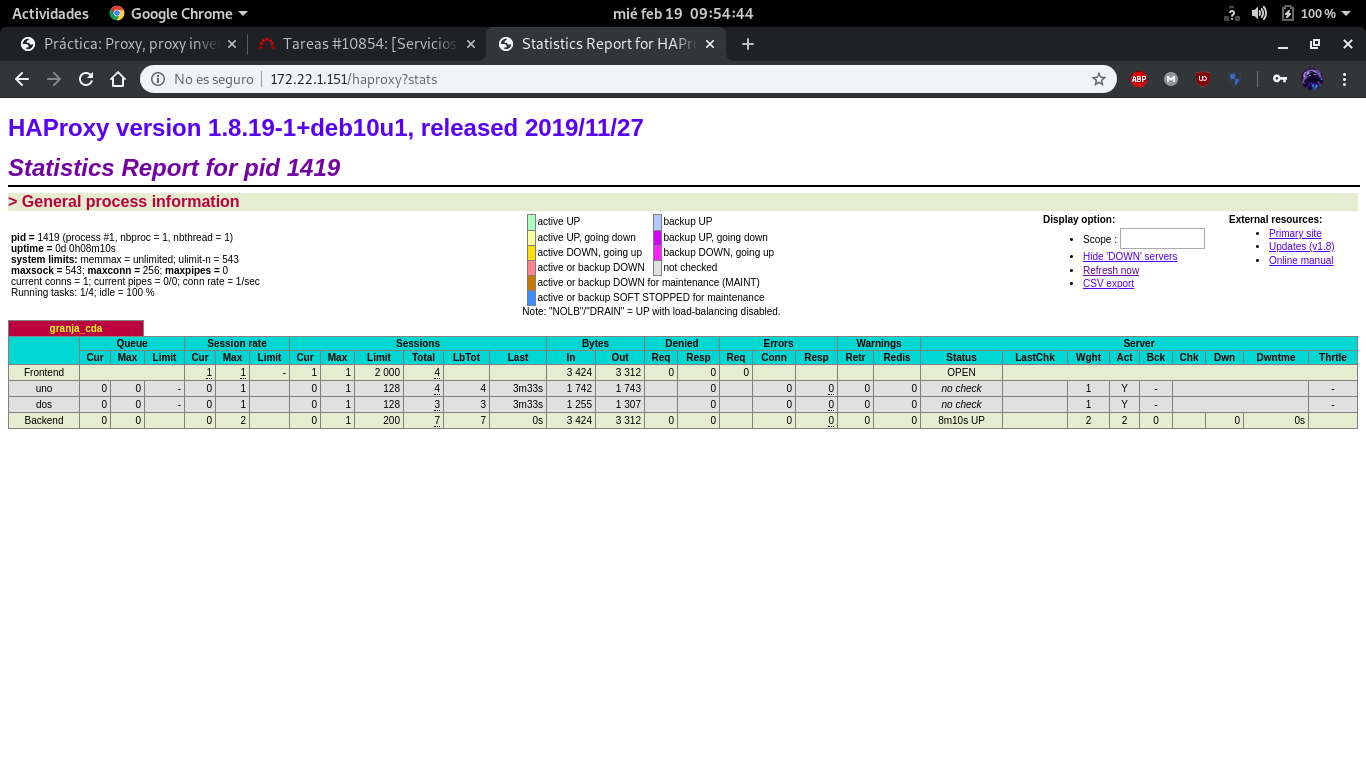 Actividades Google Chrome mié feb 19 09:54:44 100 %
Práctica: Proxy, proxy inve Tareas #10854: [Servicios Statistics Report for HAPr
No es seguro 172.22.1.151/haproxy?stats ABP M UD
HAProxy version 1.8.19-1+deb10u1, released 2019/11/27
Statistics Report for pid 1419
> General process information
pid = 1419 (process #1, nbproc = 1, nbthread = 1)
uptime = 0d 0h08m10s
system limits: memmax = unlimited; ulimit-n = 543
maxsock = 543; maxconn = 256; maxpipes = 0
current conns = 1; current pipes = 0/0; conn rate = 1/sec
Running tasks: 1/4; idle = 100 %
active UP backup UP
active UP, going down backup UP, going down
active DOWN, going up backup DOWN, going up
active or backup DOWN not checked
active or backup DOWN for maintenance (MAINT)
active or backup SOFT STOPPED for maintenance
Note: "NOLB"/"DRAIN" = UP with load-balancing disabled.
Display option:
Scope :
Hide 'DOWN' servers
Refresh now
CSV export
External resources:
Primary site
Updates (v1.8)
Online manual
granja_cda
Queue Session rate Sessions Bytes Denied Errors Warnings Server
Cur Max Limit Cur Max Limit Cur Max Limit Total LbTot Last In Out Req Resp Req Conn Resp Retr Redis Status LastChk Wght Act Bck Chk Dwn Dwntme Thrtle
Frontend 1 1 - 1 1 2 000 4 3 424 3 312 0 0 0 OPEN
uno 0 0 - 0 1 0 1 128 4 4 3m33s 1 742 1 743 0 0 0 0 0 no check 1 Y - -
dos 0 0 - 0 1 0 1 128 3 3 3m33s 1 255 1 307 0 0 0 0 0 no check 1 Y - -
Backend 0 0 0 2 0 1 200 7 7 0s 3 424 3 312 0 0 0 0 0 0 8m10s UP 2 2 0 0 0s